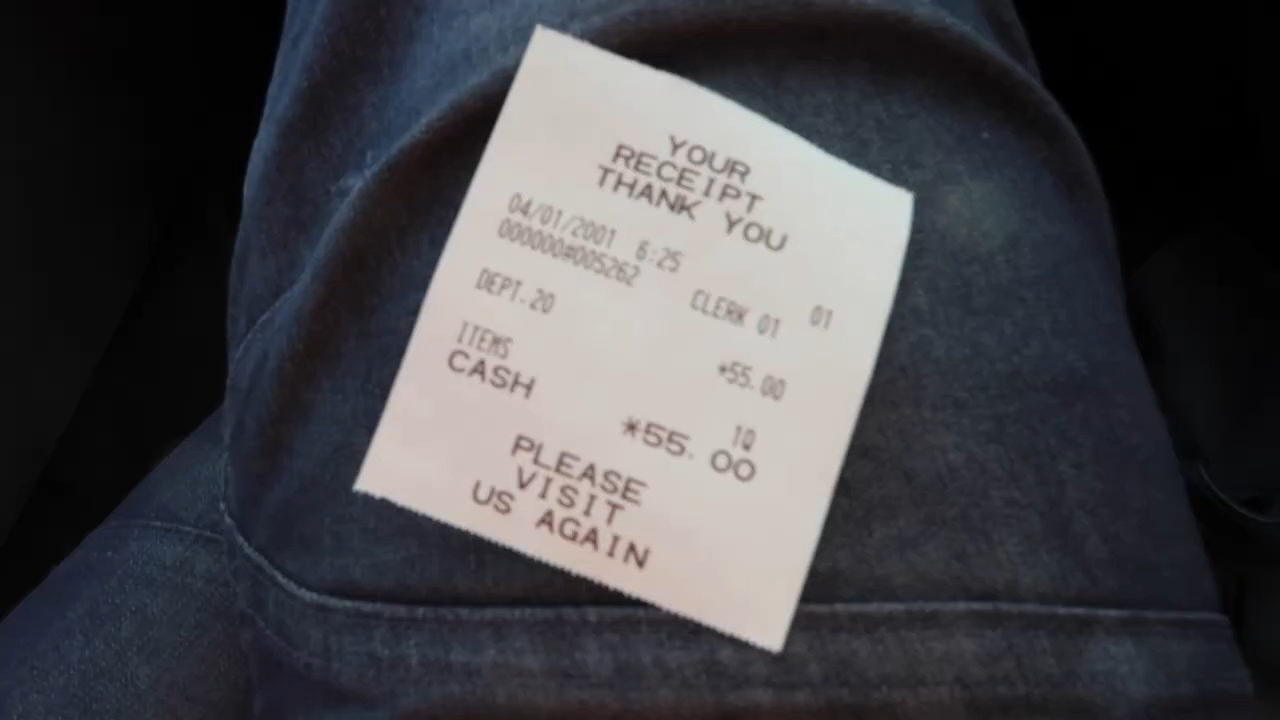 YOUR
RECEIPT
THANK YOU
04/01/2001 6:25 01
000000#005262 CLERK 01
DEPT.20 *55.00
ITEMS 1Q
CASH *55.00
PLEASE
VISIT
US AGAIN